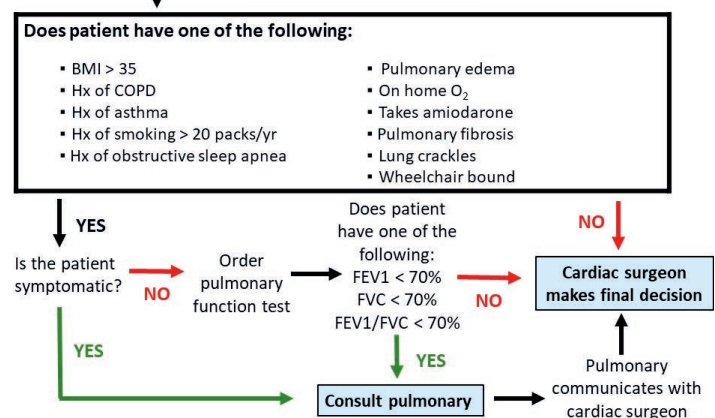 Does patient have one of the following:
▪ BMI > 35
▪ Hx of COPD
▪ Hx of asthma
▪ Hx of smoking > 20 packs/yr
▪ Hx of obstructive sleep apnea
▪ Pulmonary edema
▪ On home O₂
▪ Takes amiodarone
▪ Pulmonary fibrosis
▪ Lung crackles
▪ Wheelchair bound
YES
NO
Is the patient
symptomatic?
NO
Order
pulmonary
function test
Does patient
have one of the
following:
FEV1 < 70%
FVC < 70%
FEV1/FVC < 70%
NO
Cardiac surgeon
makes final decision
YES
YES
Consult pulmonary
Pulmonary
communicates with
cardiac surgeon